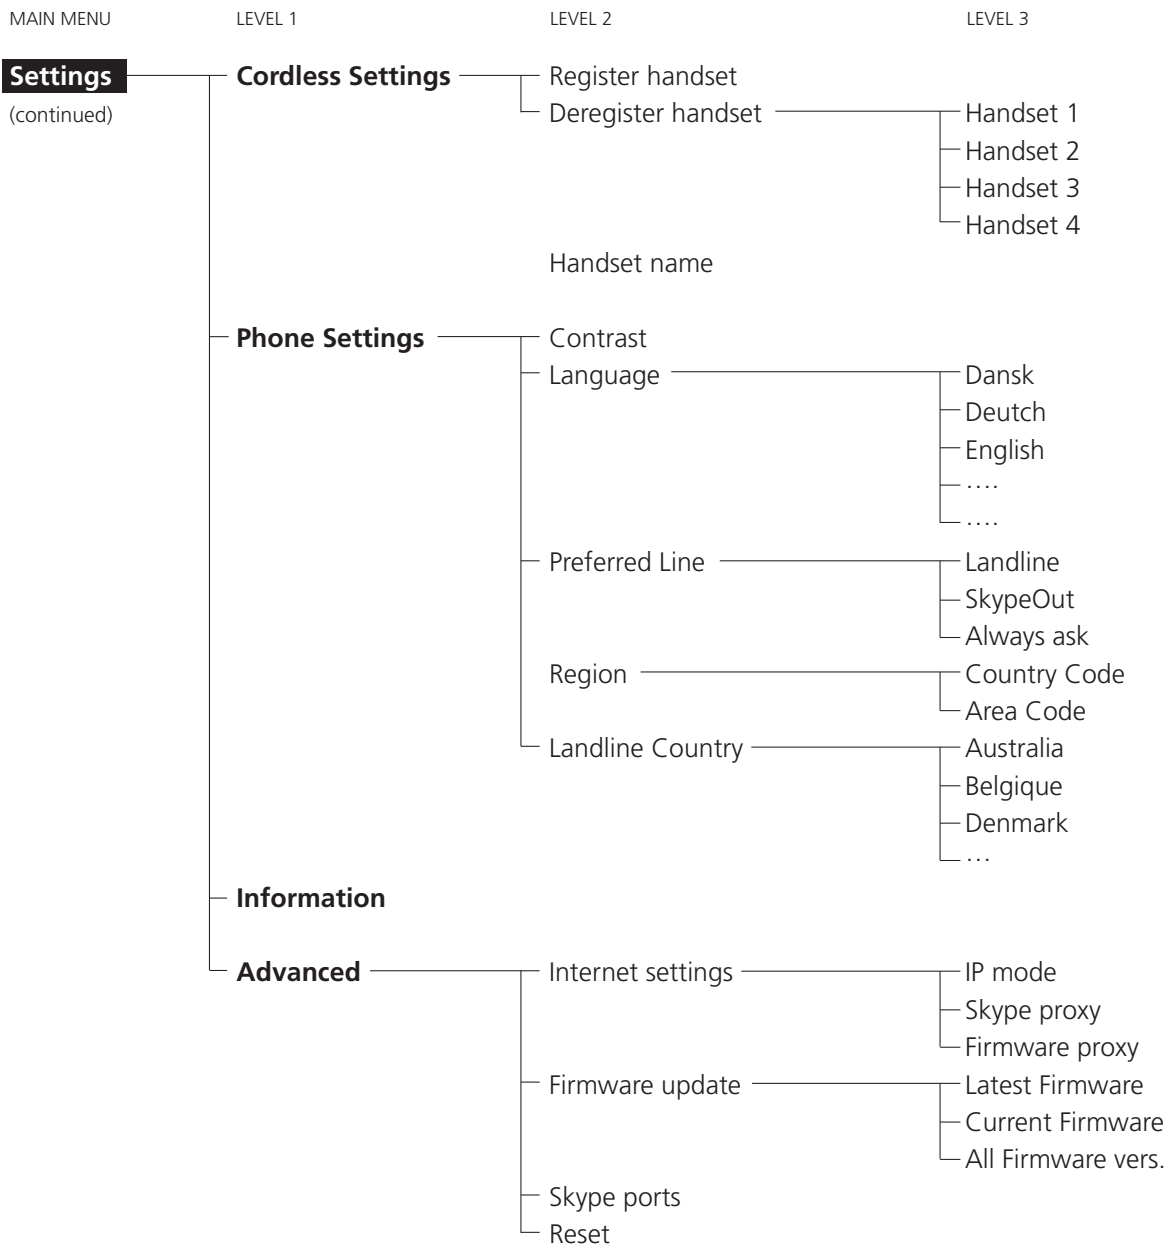 MAIN MENU LEVEL 1 LEVEL 2 LEVEL 3
Settings Cordless Settings Register handset
(continued) Deregister handset Handset 1
Handset 2
Handset 3
Handset 4
Handset name
Phone Settings Contrast
Language Dansk
Deutch
English
....
....
Preferred Line Landline
SkypeOut
Always ask
Region Country Code
Area Code
Landline Country Australia
Belgique
Denmark
...
Information
Advanced Internet settings IP mode
Skype proxy
Firmware proxy
Firmware update Latest Firmware
Current Firmware
All Firmware vers.
Skype ports
Reset